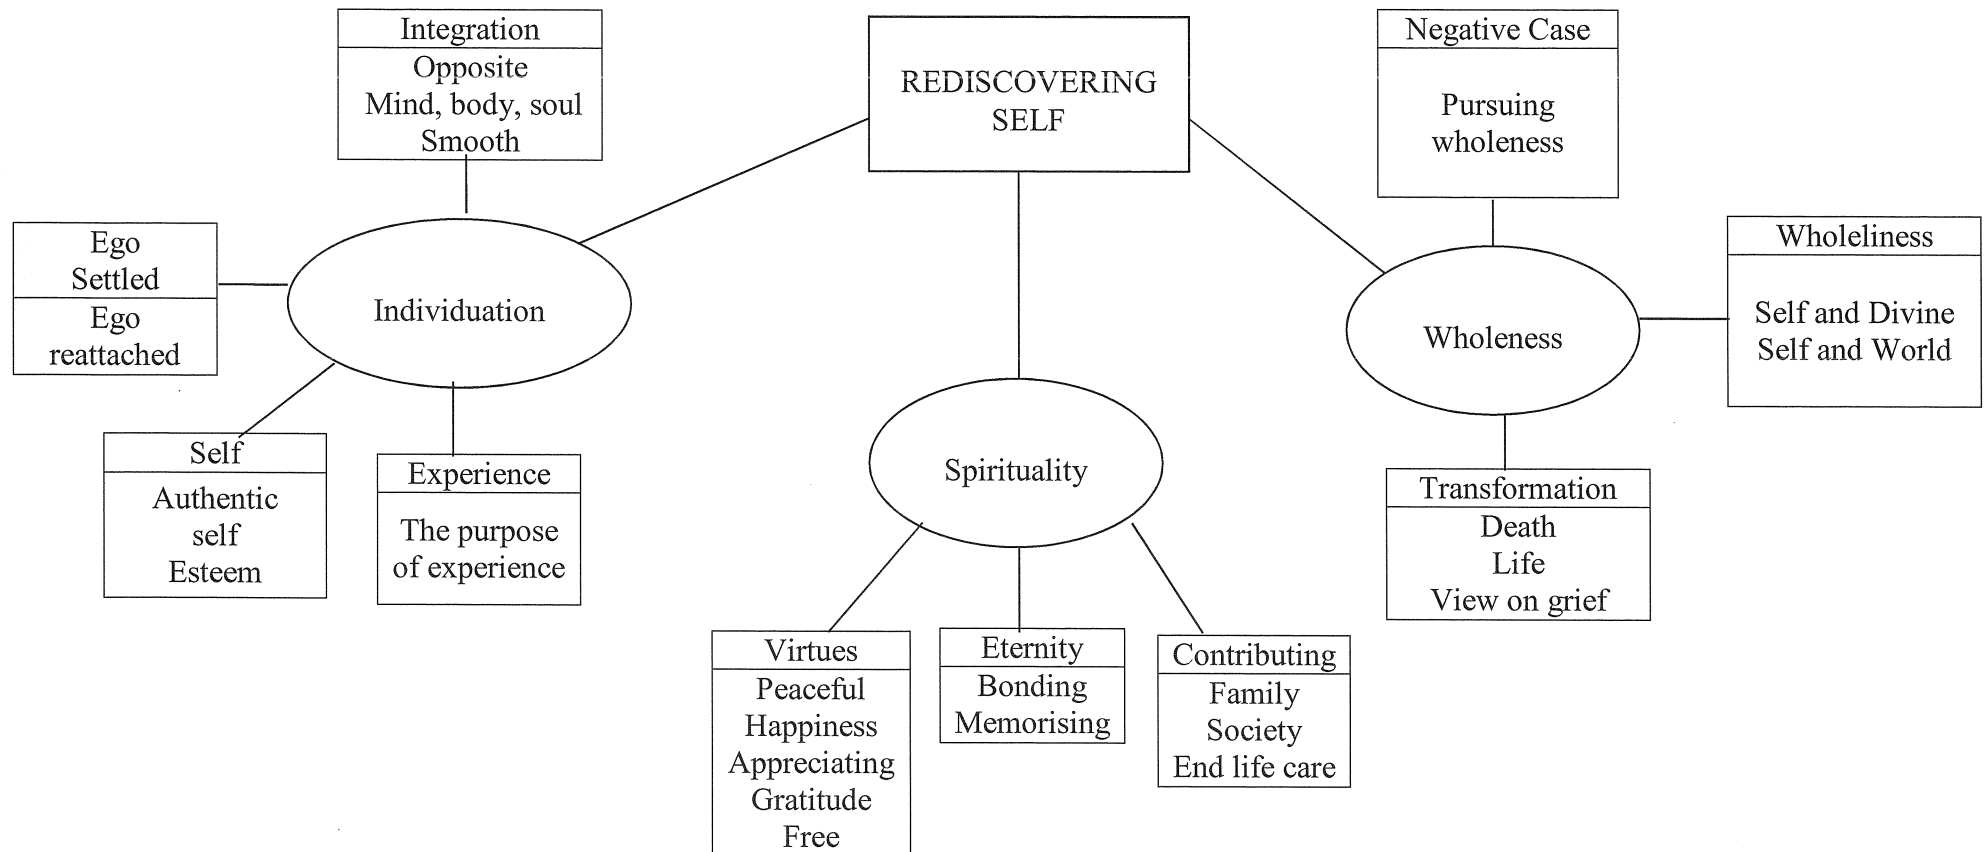 REDISCOVERING
SELF
Integration
Opposite
Mind, body, soul
Smooth
Ego
Settled
Ego
reattached
Individuation
Self
Authentic
self
Esteem
Experience
The purpose
of experience
Spirituality
Virtues
Peaceful
Happiness
Appreciating
Gratitude
Free
Eternity
Bonding
Memorising
Contributing
Family
Society
End life care
Negative Case
Pursuing
wholeness
Wholeness
Wholeliness
Self and Divine
Self and World
Transformation
Death
Life
View on grief